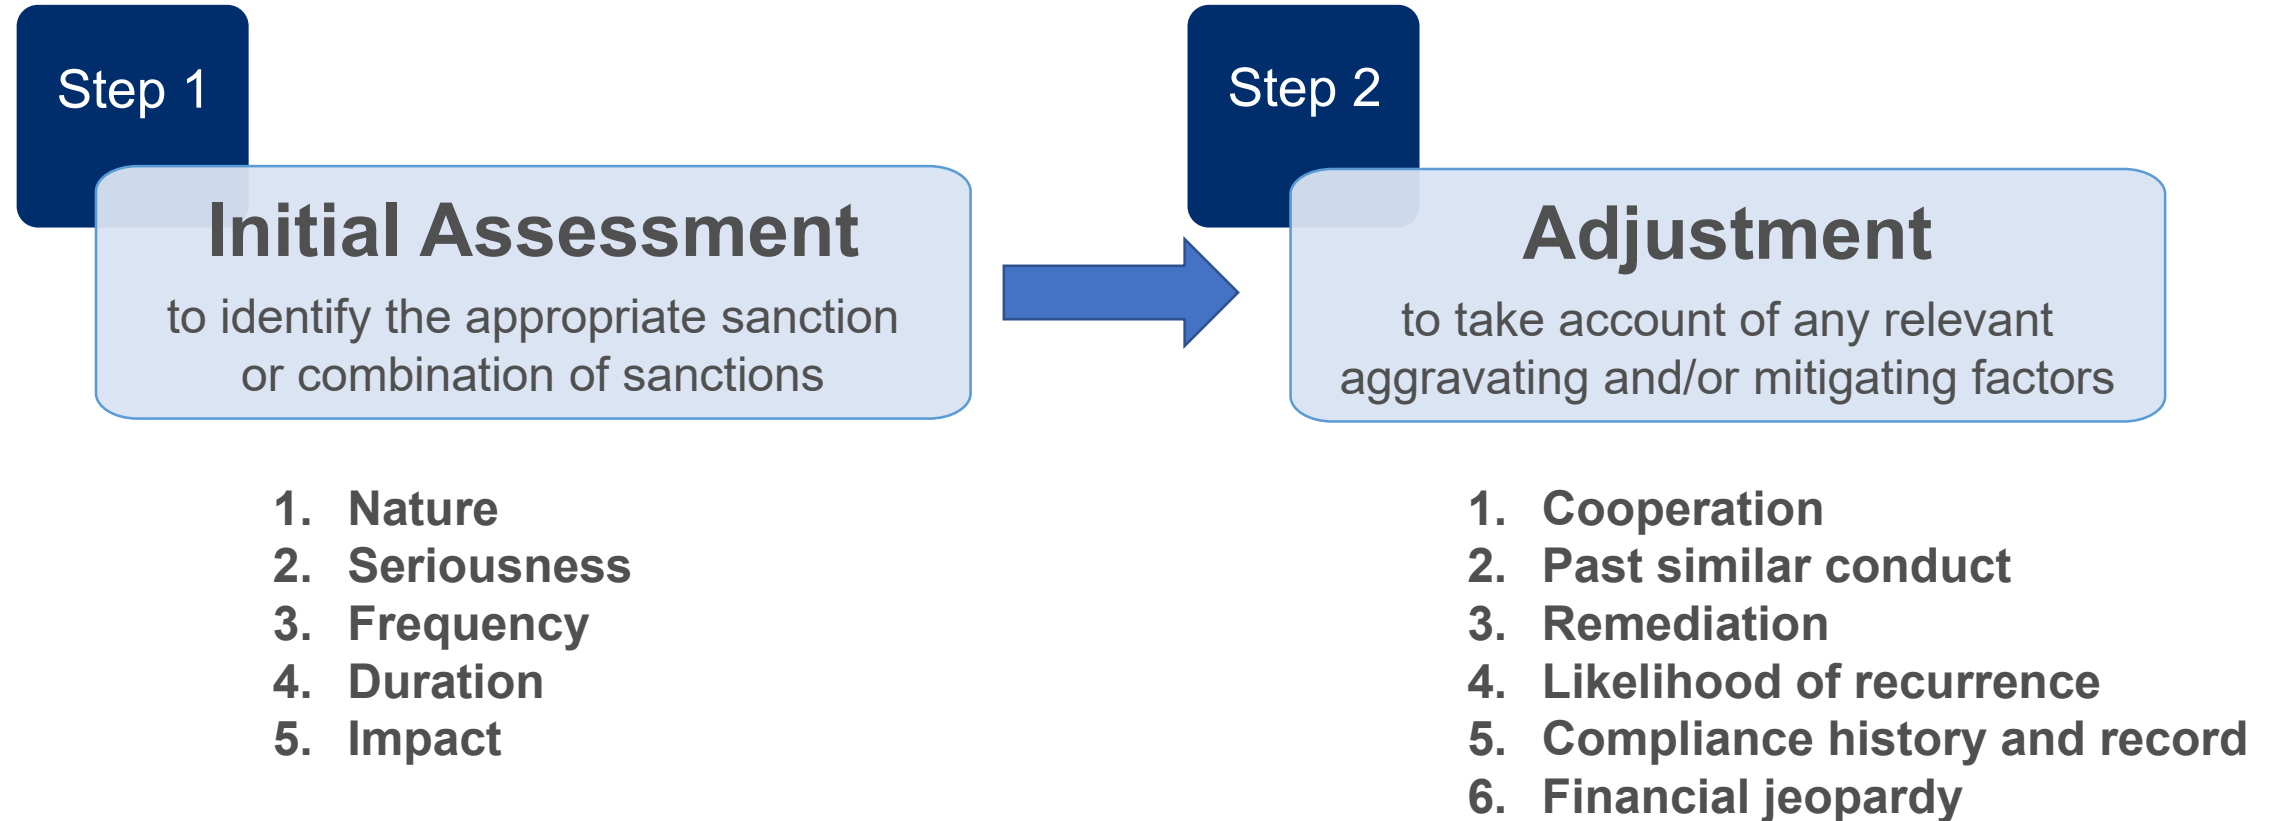 Step 1
Initial Assessment
to identify the appropriate sanction
or combination of sanctions
1. Nature
2. Seriousness
3. Frequency
4. Duration
5. Impact
Step 2
Adjustment
to take account of any relevant
aggravating and/or mitigating factors
1. Cooperation
2. Past similar conduct
3. Remediation
4. Likelihood of recurrence
5. Compliance history and record
6. Financial jeopardy